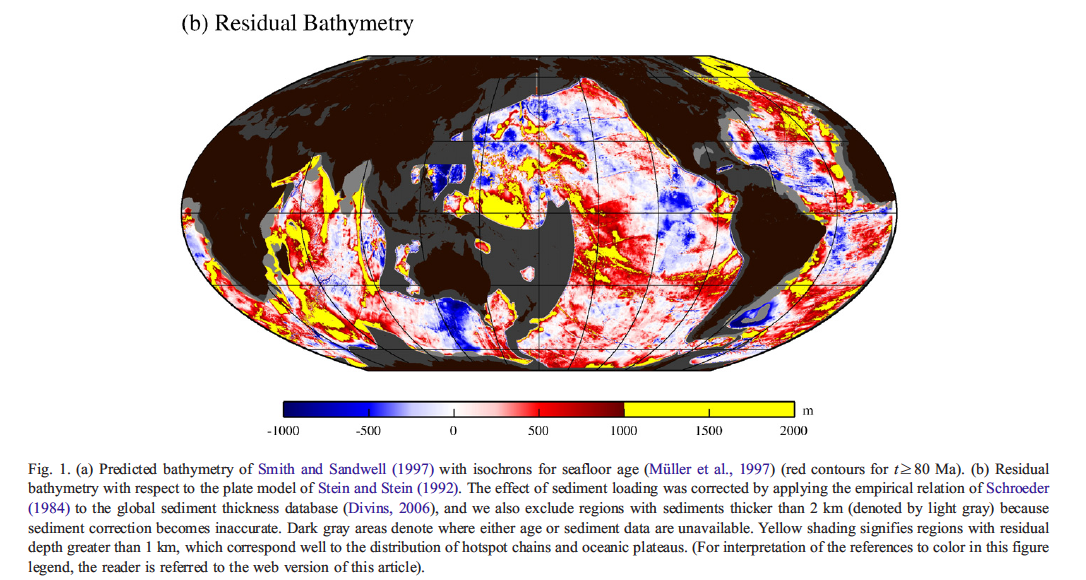 (b) Residual Bathymetry
m
-1000 -500 0 500 1000 1500 2000
Fig. 1. (a) Predicted bathymetry of Smith and Sandwell (1997) with isochrons for seafloor age (Müller et al., 1997) (red contours for t≥80 Ma). (b) Residual
bathymetry with respect to the plate model of Stein and Stein (1992). The effect of sediment loading was corrected by applying the empirical relation of Schroeder
(1984) to the global sediment thickness database (Divins, 2006), and we also exclude regions with sediments thicker than 2 km (denoted by light gray) because
sediment correction becomes inaccurate. Dark gray areas denote where either age or sediment data are unavailable. Yellow shading signifies regions with residual
depth greater than 1 km, which correspond well to the distribution of hotspot chains and oceanic plateaus. (For interpretation of the references to color in this figure
legend, the reader is referred to the web version of this article).